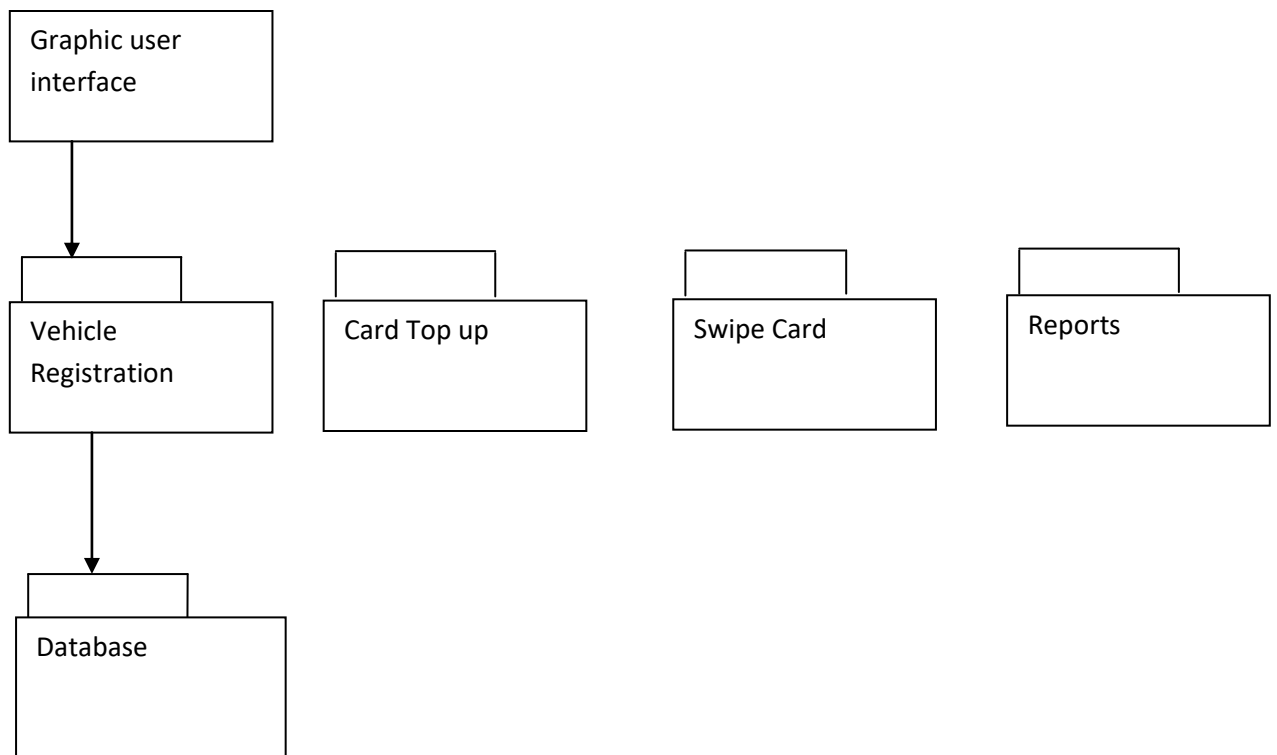 Graphic user
interface
Vehicle
Registration
Card Top up
Swipe Card
Reports
Database